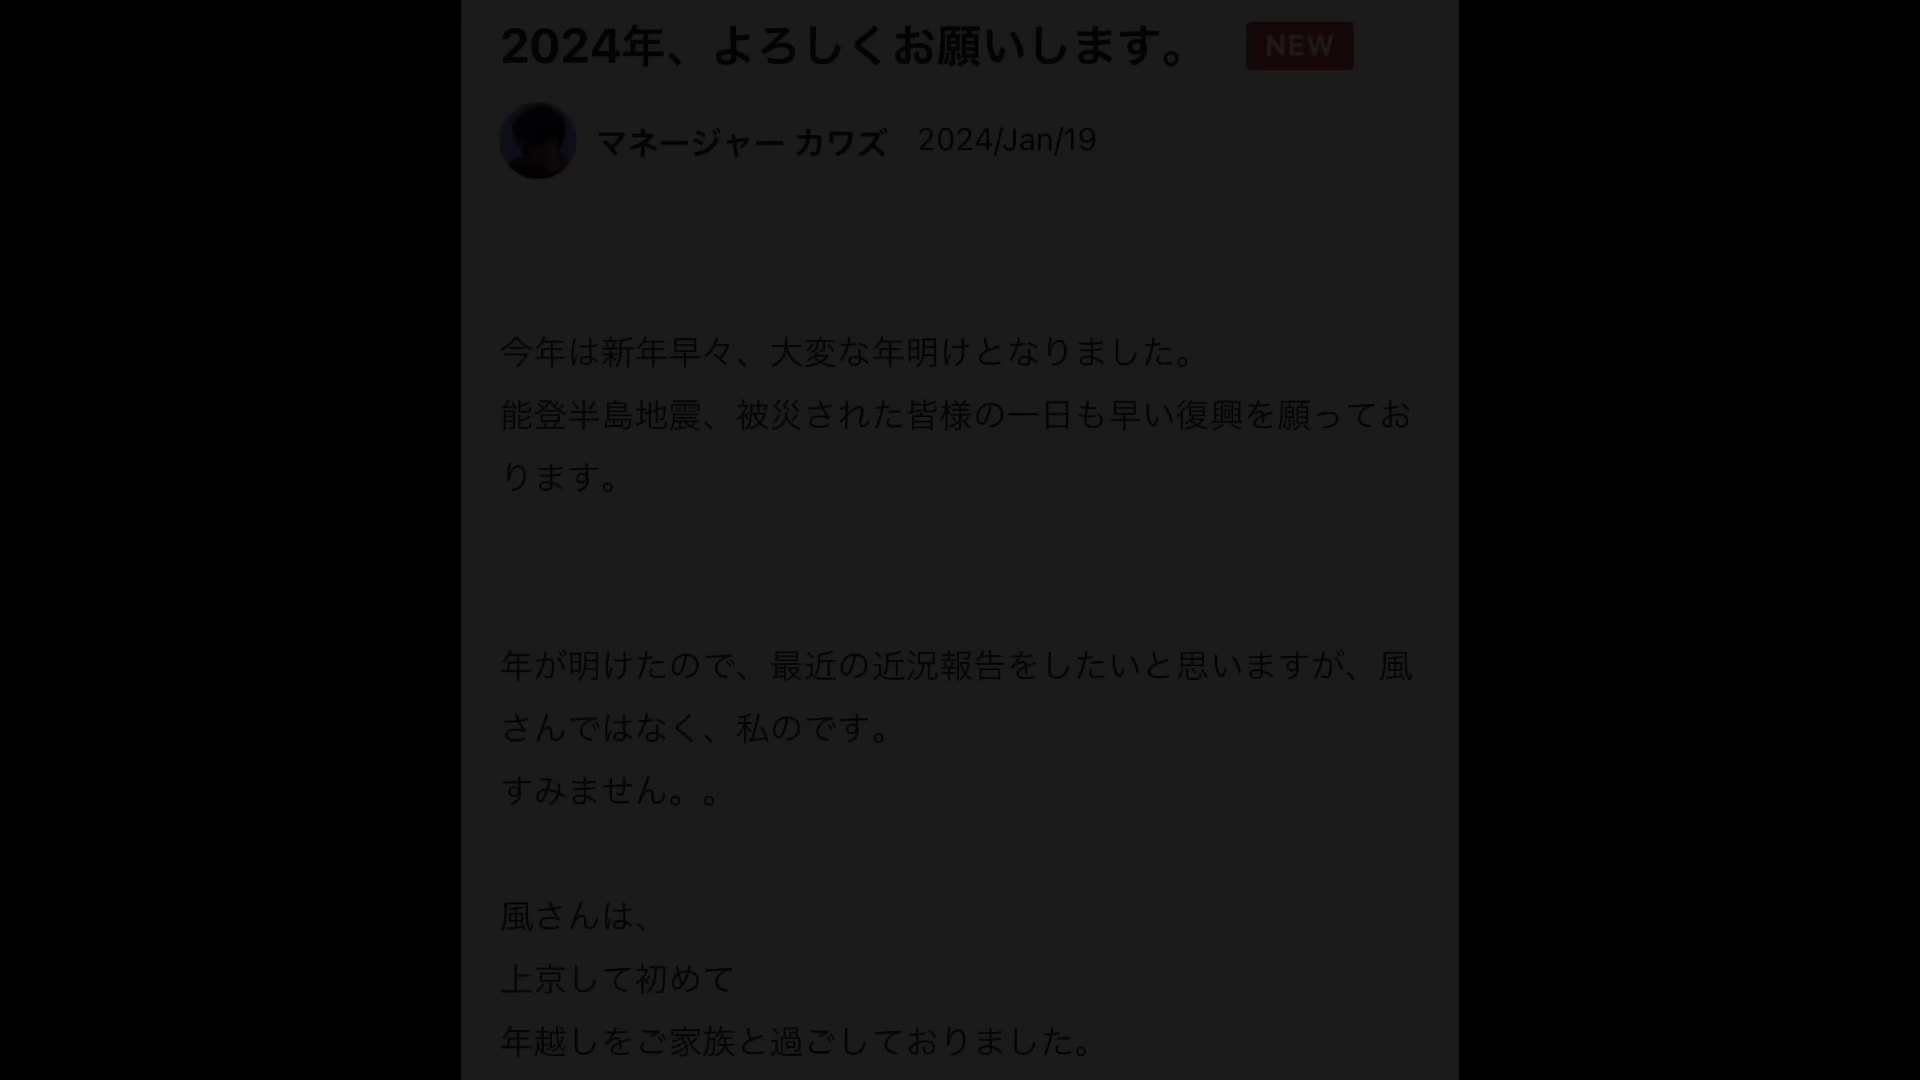 2024年、よろしくお願いします。 NEW
マネージャー カワズ 2024/Jan/19
今年は新年早々、大変な年明けとなりました。
能登半島地震、被災された皆様の一日も早い復興を願ってお
ります。
年が明けたので、最近の近況報告をしたいと思いますが、風
さんではなく、私のです。
すみません。。
風さんは、
上京して初めて
年越しをご家族と過ごしておりました。